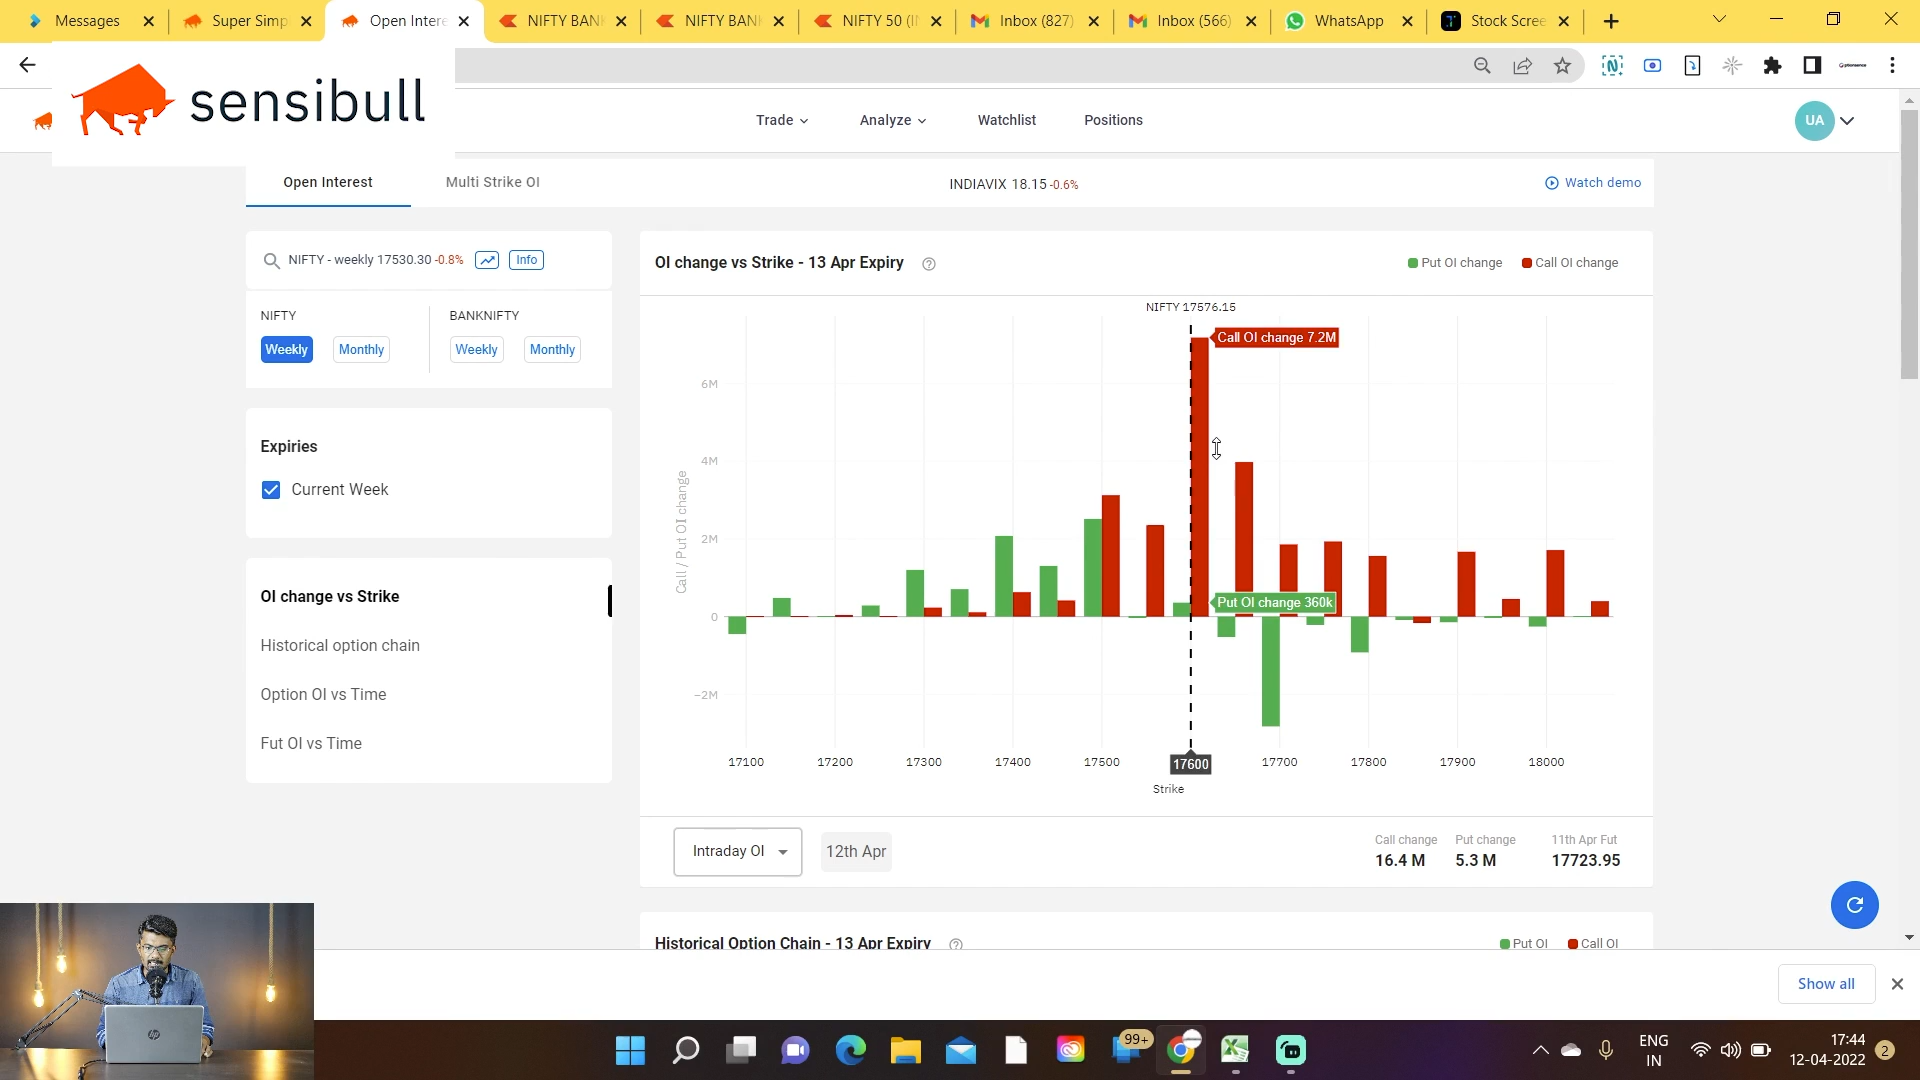 Messages
Super Simp
Open Intere
NIFTY BAN
NIFTY BAN
NIFTY 50 (I
Inbox (827)
Inbox (566)
WhatsApp
Stock Scree
sensibull
Trade
Analyze
Watchlist
Positions
UA
Open Interest
Multi Strike OI
INDIAVIX 18.15 -0.6%
Watch demo
NIFTY - weekly 17530.30 -0.8%
Info
NIFTY
BANKNIFTY
Weekly
Monthly
Weekly
Monthly
Expiries
Current Week
OI change vs Strike
Historical option chain
Option OI vs Time
Fut OI vs Time
OI change vs Strike - 13 Apr Expiry
Put OI change
Call OI change
NIFTY 17576.15
Call OI change 7.2M
Put OI change 360k
Call / Put OI change
6M
4M
2M
0
−2M
17100
17200
17300
17400
17500
17600
17700
17800
17900
18000
Strike
Intraday OI
12th Apr
Call change
16.4 M
Put change
5.3 M
11th Apr Fut
17723.95
Historical Option Chain - 13 Apr Expiry
Put OI
Call OI
Show all
99+
ENG
IN
17:44
12-04-2022
2
hp